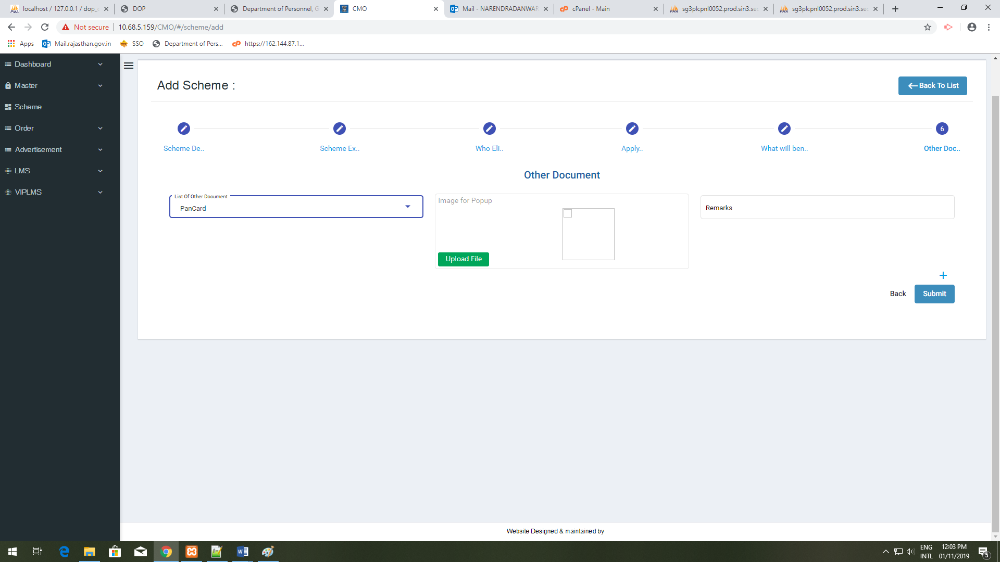 localhost / 127.0.0.1 / dop_
DOP
Department of Personnel, G
CMO
Mail - NARENDRADANWAR
cPanel - Main
sg3plcpnl0052.prod.sin3.sec
sg3plcpnl0052.prod.sin3.sec
Not secure
10.68.5.159/CMO/#/scheme/add
Apps
Mail.rajasthan.gov.in
SSO
Department of Pers...
https://162.144.87.1...
Dashboard
Master
Scheme
Order
Advertisement
LMS
VIPLMS
Add Scheme :
Back To List
6
Scheme De..
Scheme Ex..
Who Eli..
Apply..
What will ben..
Other Doc..
Other Document
List Of Other Document
PanCard
Image for Popup
Upload File
Remarks
+
Back
Submit
Website Designed & maintained by
ENG
INTL
12:03 PM
01/11/2019
5